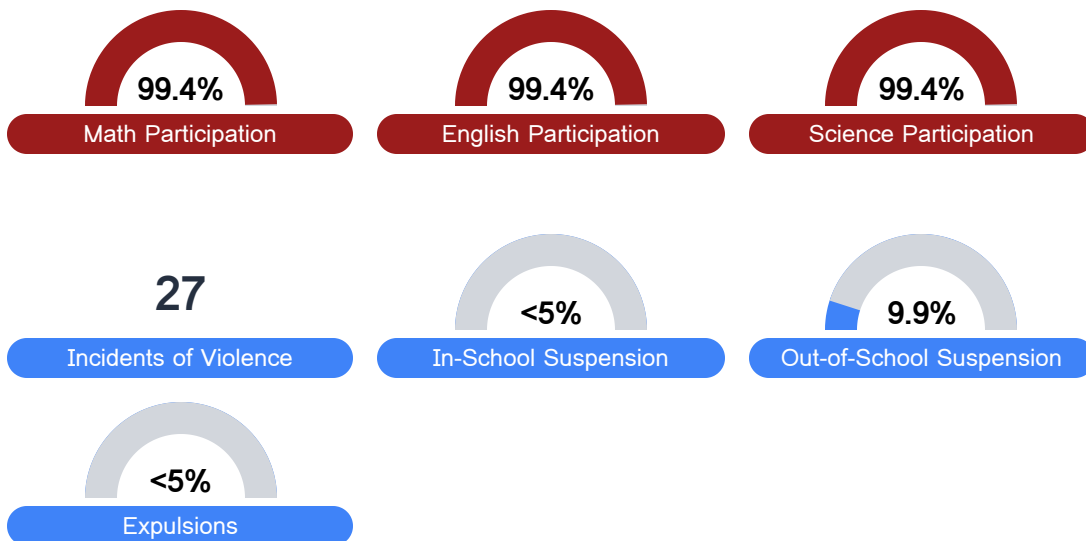 99.4%
99.4%
99.4%
Math Participation
English Participation
Science Participation
27
<5%
9.9%
Incidents of Violence
In-School Suspension
Out-of-School Suspension
<5%
Expulsions